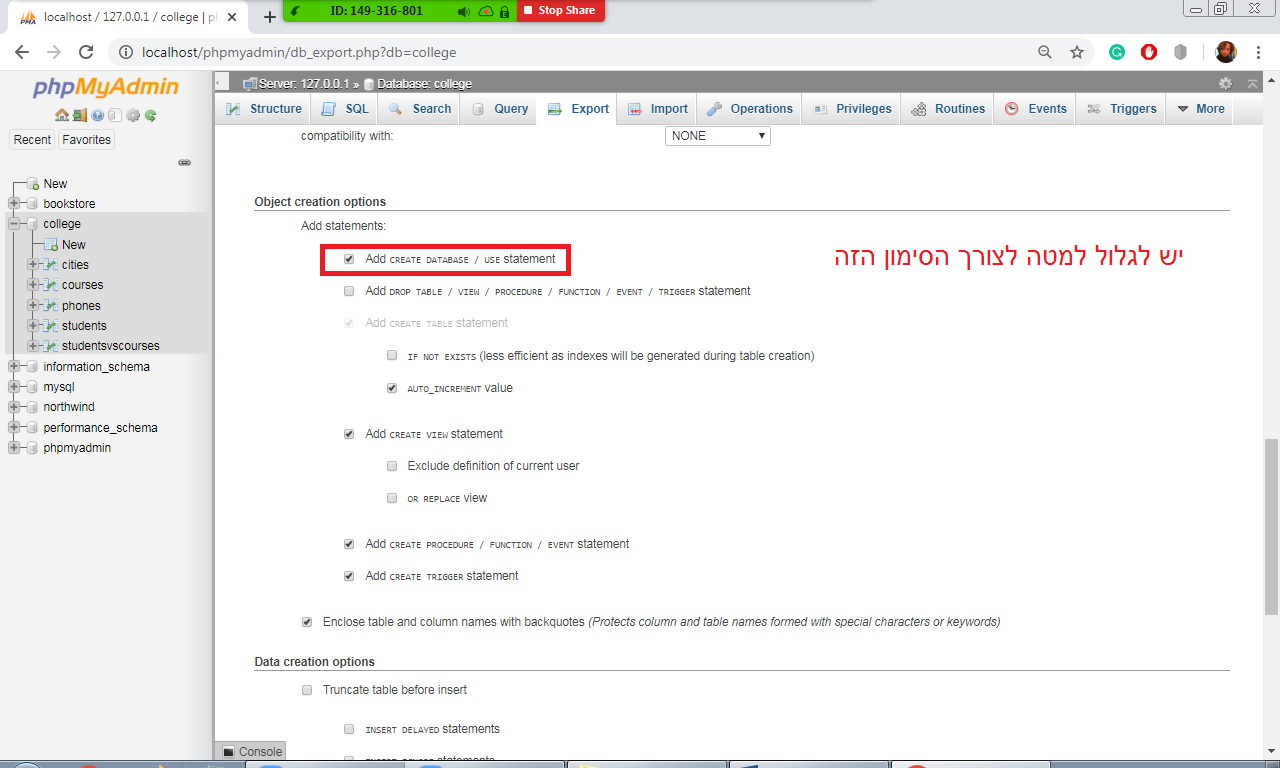 localhost / 127.0.0.1 / college | p
ID: 149-316-801
Stop Share
localhost/phpmyadmin/db_export.php?db=college
phpMyAdmin
Recent
Favorites
New
bookstore
college
New
cities
courses
phones
students
studentsvscourses
information_schema
mysql
northwind
performance_schema
phpmyadmin
Server: 127.0.0.1 » Database: college
Structure
SQL
Search
Query
Export
Import
Operations
Privileges
Routines
Events
Triggers
More
compatibility with:
NONE
Object creation options
Add statements:
Add CREATE DATABASE / USE statement
יש לגלול למטה לצורך הסימון הזה
Add DROP TABLE / VIEW / PROCEDURE / FUNCTION / EVENT / TRIGGER statement
Add CREATE TABLE statement
IF NOT EXISTS (less efficient as indexes will be generated during table creation)
AUTO_INCREMENT value
Add CREATE VIEW statement
Exclude definition of current user
OR REPLACE view
Add CREATE PROCEDURE / FUNCTION / EVENT statement
Add CREATE TRIGGER statement
Enclose table and column names with backquotes (Protects column and table names formed with special characters or keywords)
Data creation options
Truncate table before insert
INSERT DELAYED statements
Console